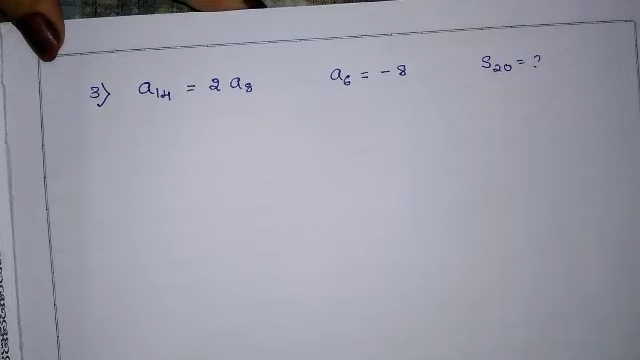 3) a₁₄ = 2 a₈ a₆ = -8 S₂₀ = ?